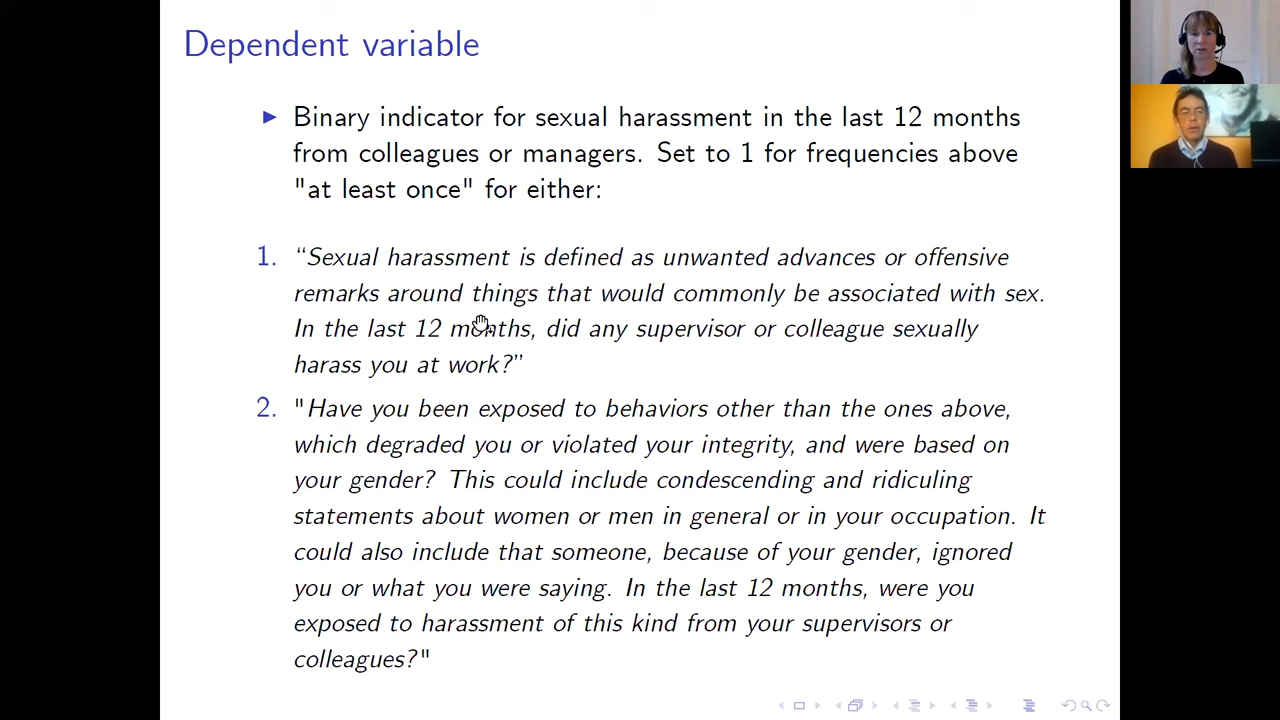 Dependent variable
▶ Binary indicator for sexual harassment in the last 12 months
from colleagues or managers. Set to 1 for frequencies above
"at least once" for either:
1. “Sexual harassment is defined as unwanted advances or offensive
remarks around things that would commonly be associated with sex.
In the last 12 months, did any supervisor or colleague sexually
harass you at work?”
2. "Have you been exposed to behaviors other than the ones above,
which degraded you or violated your integrity, and were based on
your gender? This could include condescending and ridiculing
statements about women or men in general or in your occupation. It
could also include that someone, because of your gender, ignored
you or what you were saying. In the last 12 months, were you
exposed to harassment of this kind from your supervisors or
colleagues?"